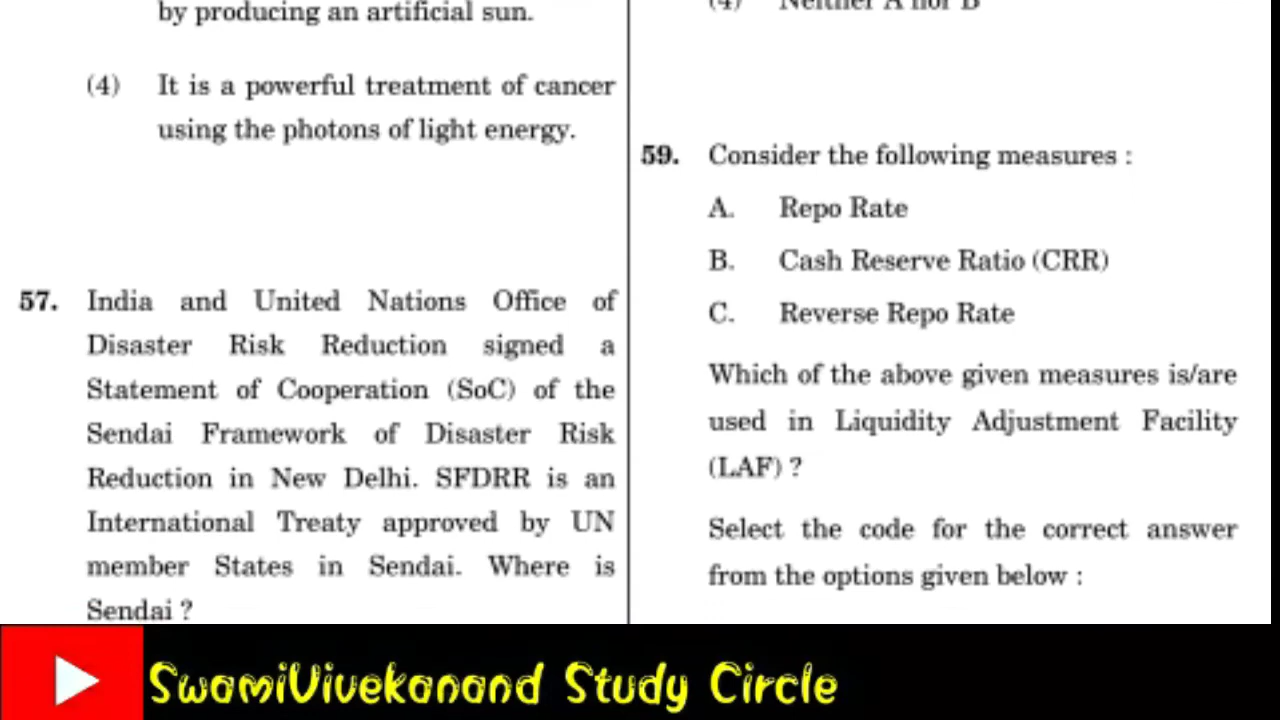 by producing an artificial sun.
(4) It is a powerful treatment of cancer
using the photons of light energy.
57. India and United Nations Office of
Disaster Risk Reduction signed a
Statement of Cooperation (SoC) of the
Sendai Framework of Disaster Risk
Reduction in New Delhi. SFDRR is an
International Treaty approved by UN
member States in Sendai. Where is
Sendai ?
(4) Neither A nor B
59. Consider the following measures :
A. Repo Rate
B. Cash Reserve Ratio (CRR)
C. Reverse Repo Rate
Which of the above given measures is/are
used in Liquidity Adjustment Facility
(LAF) ?
Select the code for the correct answer
from the options given below :
SwamiVivekanand Study Circle